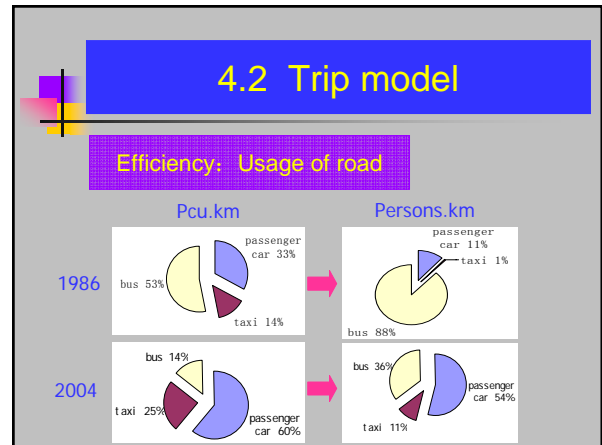 4.2 Trip model
Efficiency：Usage of road
Pcu.km
Persons.km
1986
passenger
car 33%
bus 53%
taxi 14%
passenger
car 11%
taxi 1%
bus 88%
2004
bus 14%
taxi 25%
passenger
car 60%
bus 36%
passenger
car 54%
taxi 11%